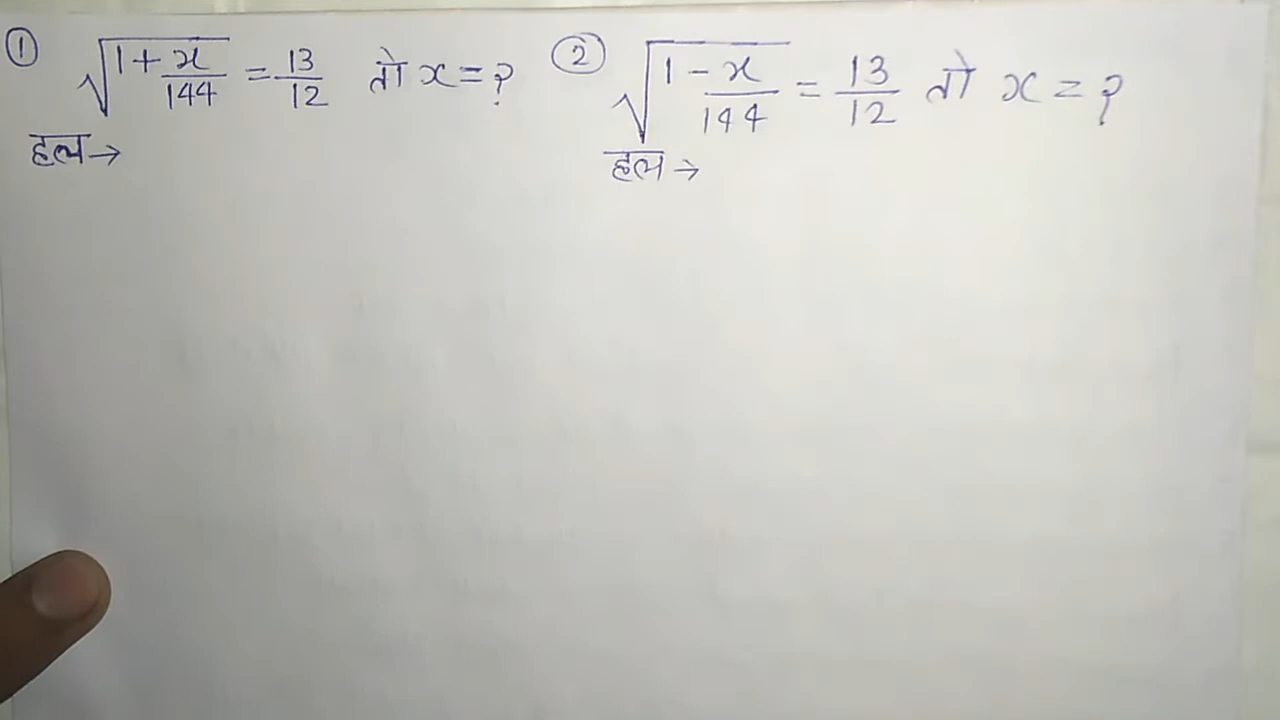 ① √(1+x/144) = 13/12 तो x = ?
हल →
② √(1-x/144) = 13/12 तो x = ?
हल →